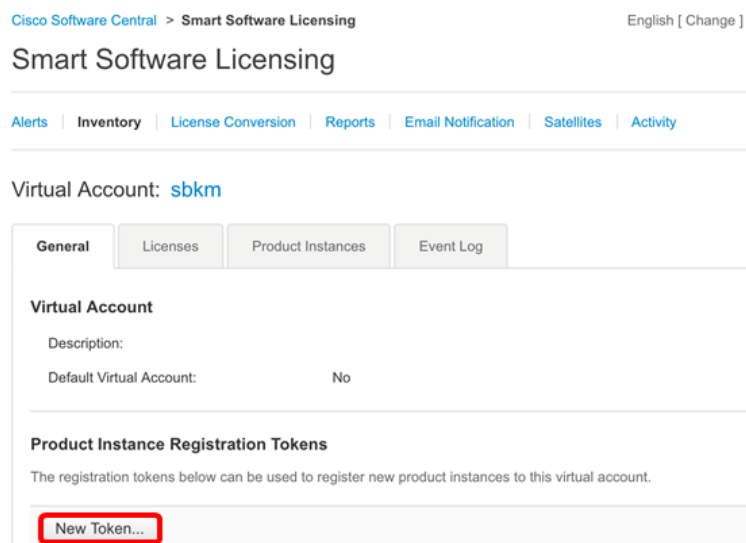 Cisco Software Central > Smart Software Licensing English [ Change ]
Smart Software Licensing
Alerts Inventory License Conversion Reports Email Notification Satellites Activity
Virtual Account: sbkm
General Licenses Product Instances Event Log
Virtual Account
Description:
Default Virtual Account: No
Product Instance Registration Tokens
The registration tokens below can be used to register new product instances to this virtual account.
New Token...